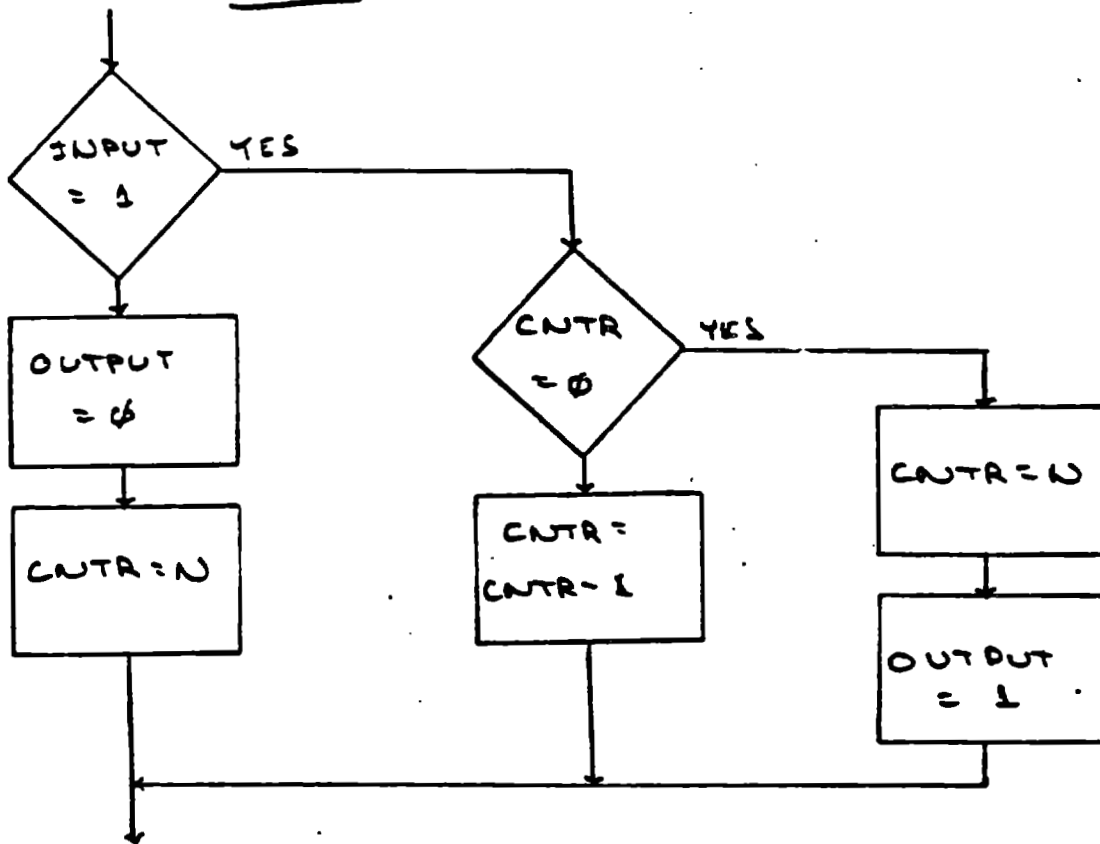 INPUT
= 1
YES
OUTPUT
= ø
CNTR = N
CNTR
= ø
YES
CNTR =
CNTR - 1
CNTR = N
OUTPUT
= 1